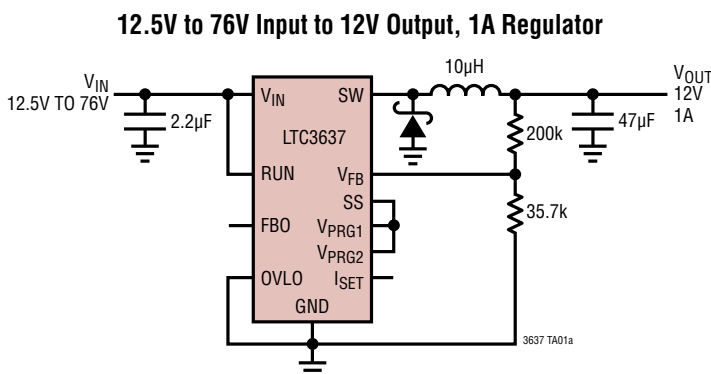 12.5V to 76V Input to 12V Output, 1A Regulator
VIN
12.5V TO 76V
2.2µF
VIN
SW
LTC3637
RUN
VFB
SS
FBO
VPRG1
VPRG2
OVLO
ISET
GND
10µH
200k
35.7k
47µF
VOUT
12V
1A
3637 TA01a